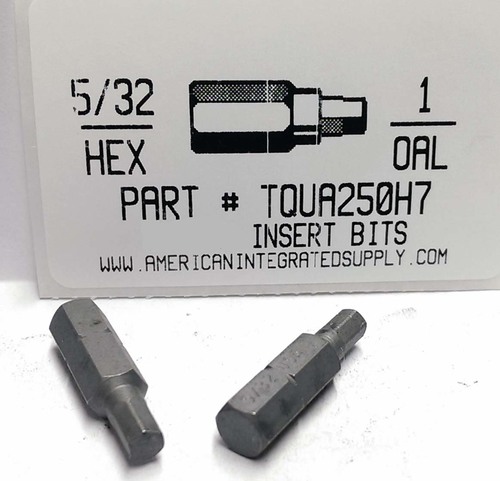 5/32 1
HEX OAL
PART # TQUA250H7
INSERT BITS
WWW.AMERICANINTEGRATEDSUPPLY.COM